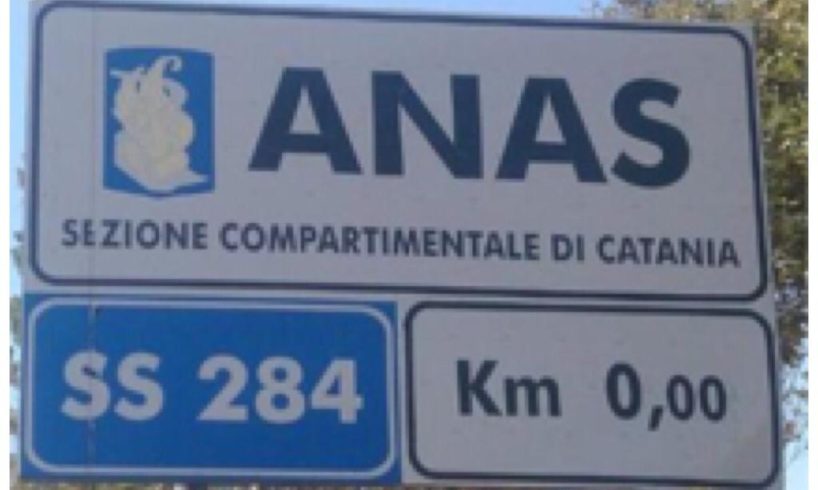 ANAS
SEZIONE COMPARTIMENTALE DI CATANIA
SS 284
Km 0,00